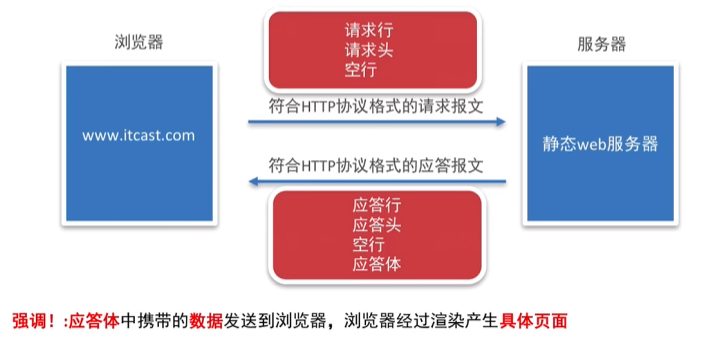 浏览器
请求行
请求头
空行
服务器
符合HTTP协议格式的请求报文
www.itcast.com
静态web服务器
符合HTTP协议格式的应答报文
应答行
应答头
空行
应答体
强调！:应答体中携带的数据发送到浏览器，浏览器经过渲染产生具体页面